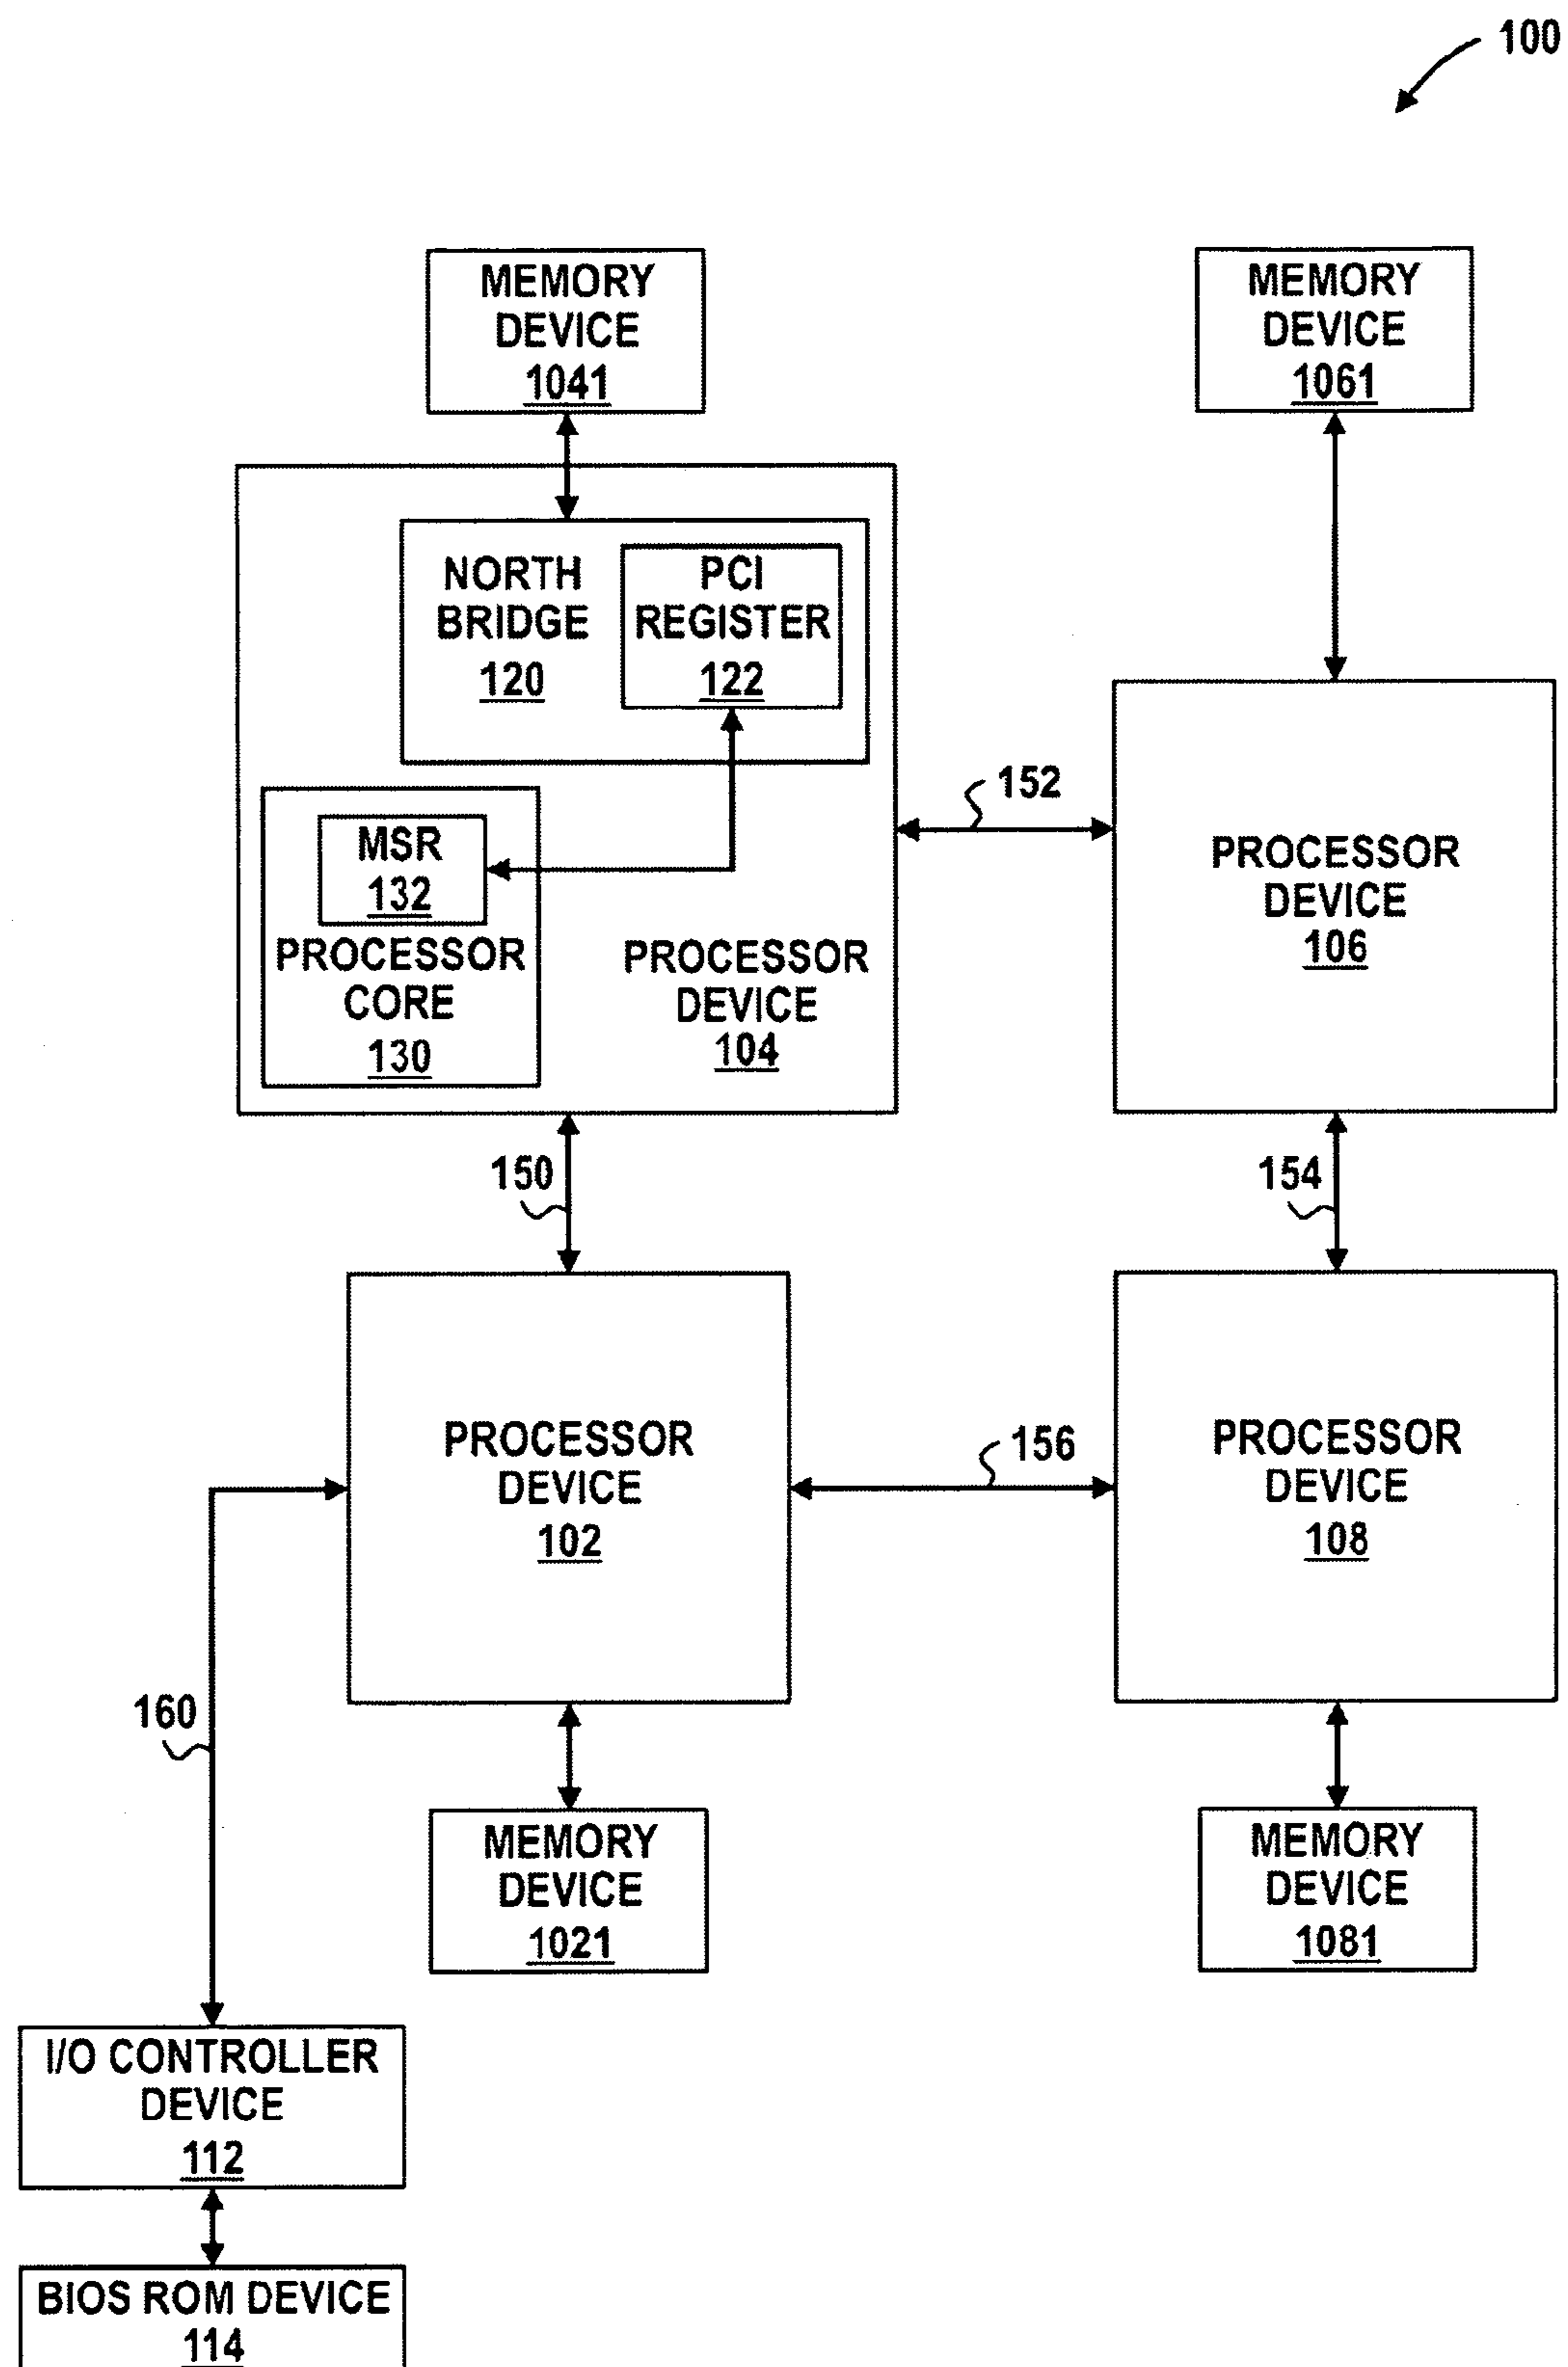 100
MEMORY
DEVICE
1041
MEMORY
DEVICE
1061
NORTH
BRIDGE
120
PCI
REGISTER
122
MSR
132
PROCESSOR
CORE
130
PROCESSOR
DEVICE
104
152
PROCESSOR
DEVICE
106
150
154
PROCESSOR
DEVICE
102
156
PROCESSOR
DEVICE
108
160
MEMORY
DEVICE
1021
MEMORY
DEVICE
1081
I/O CONTROLLER
DEVICE
112
BIOS ROM DEVICE
114